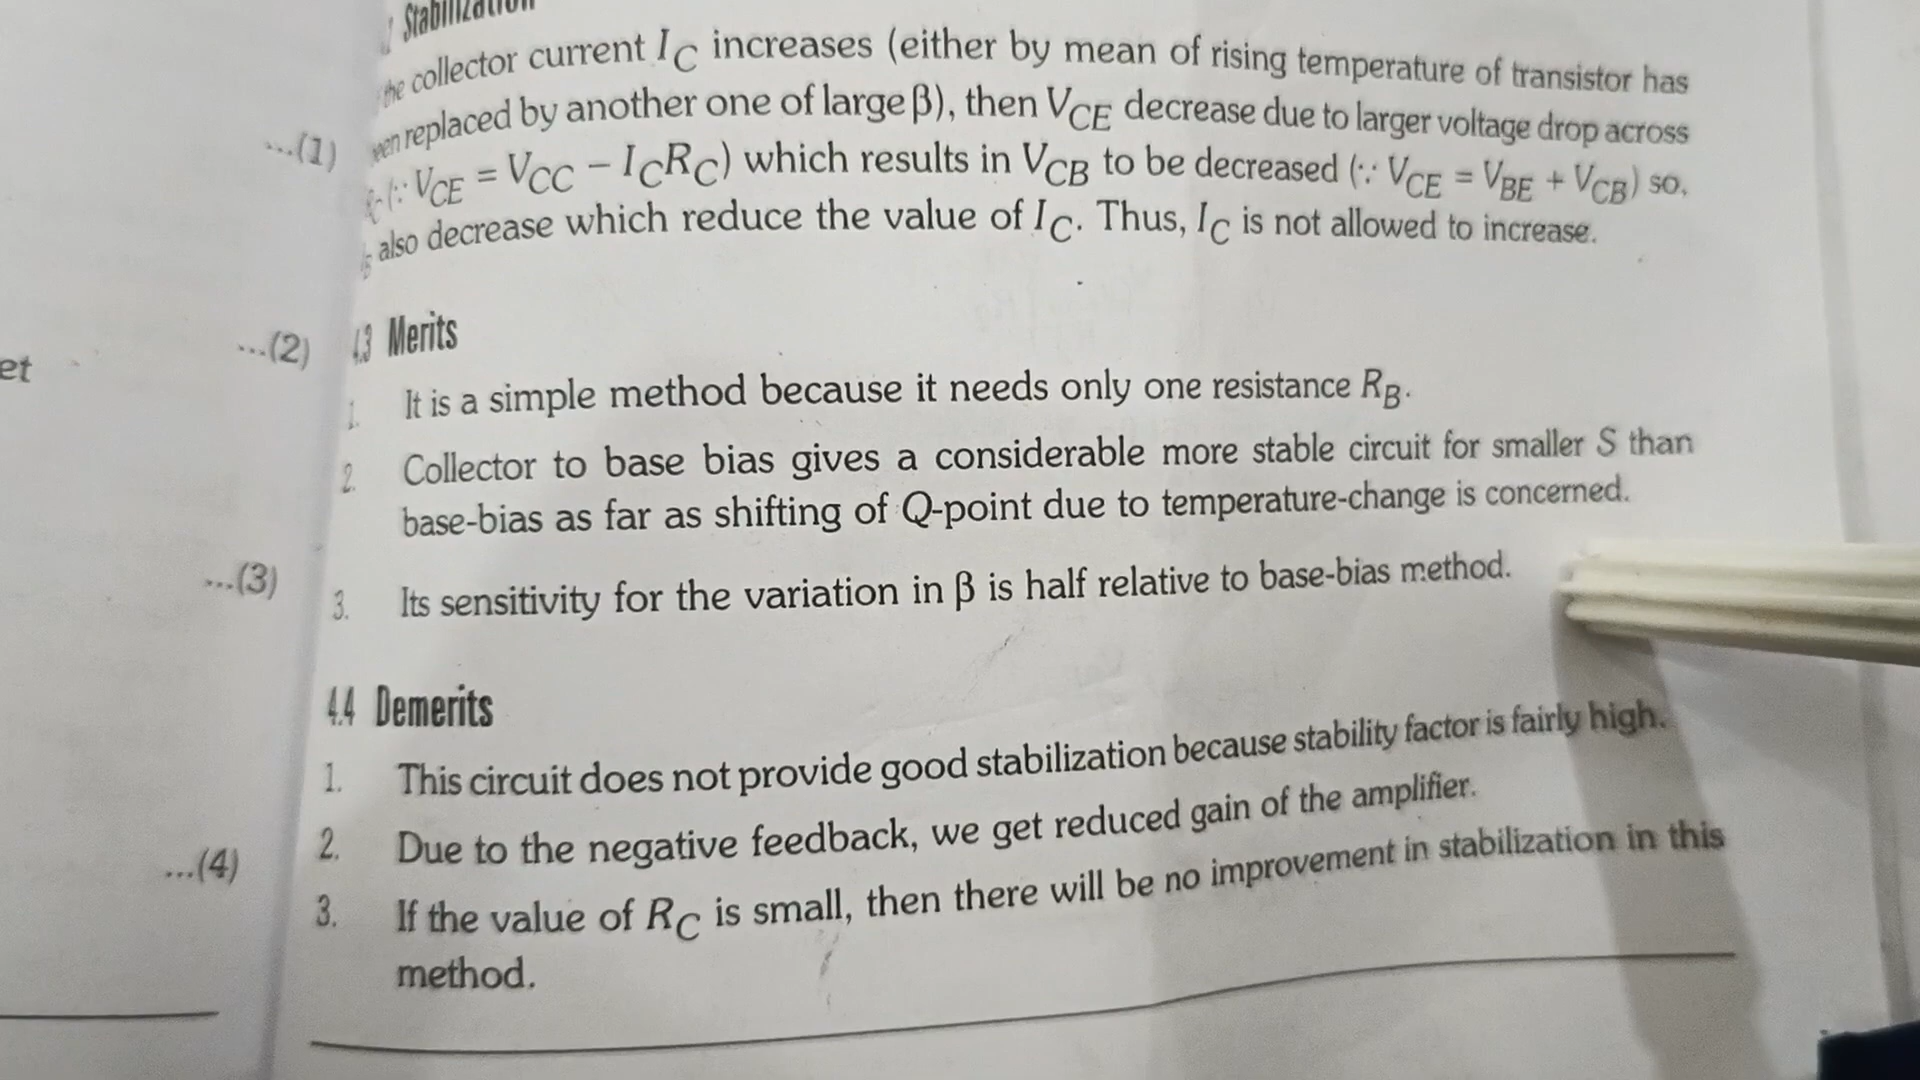 Stabilization
the collector current I_C increases (either by mean of rising temperature of transistor has
...(1)
een replaced by another one of large β), then V_CE decrease due to larger voltage drop across
(∵ V_CE = V_CC − I_C R_C) which results in V_CB to be decreased (∵ V_CE = V_BE + V_CB) so,
also decrease which reduce the value of I_C. Thus, I_C is not allowed to increase.
et
...(2)
4.3 Merits
1. It is a simple method because it needs only one resistance R_B.
2. Collector to base bias gives a considerable more stable circuit for smaller S than
base-bias as far as shifting of Q-point due to temperature-change is concerned.
...(3)
3. Its sensitivity for the variation in β is half relative to base-bias method.
4.4 Demerits
1. This circuit does not provide good stabilization because stability factor is fairly high.
2. Due to the negative feedback, we get reduced gain of the amplifier.
...(4)
3. If the value of R_C is small, then there will be no improvement in stabilization in this
method.